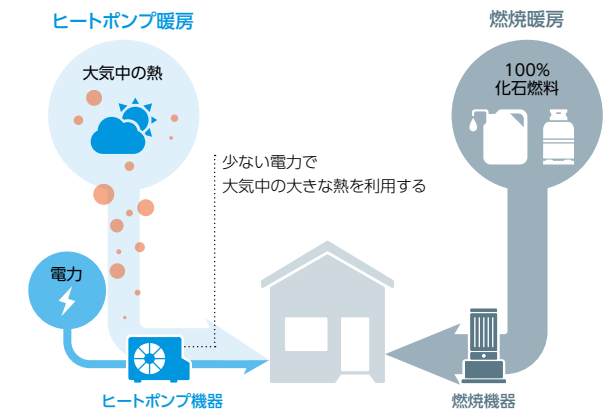 ヒートポンプ暖房
大気中の熱
電力
ヒートポンプ機器
少ない電力で
大気中の大きな熱を利用する
燃焼暖房
100%
化石燃料
燃焼機器